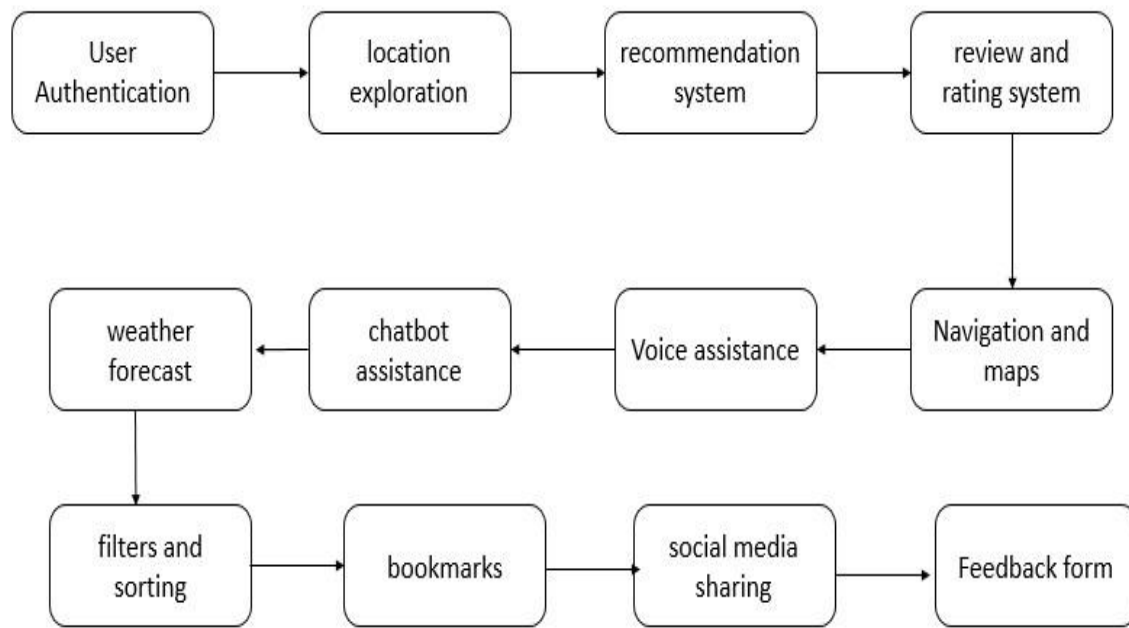 User
Authentication
location
exploration
recommendation
system
review and
rating system
Navigation and
maps
Voice assistance
chatbot
assistance
weather
forecast
filters and
sorting
bookmarks
social media
sharing
Feedback form